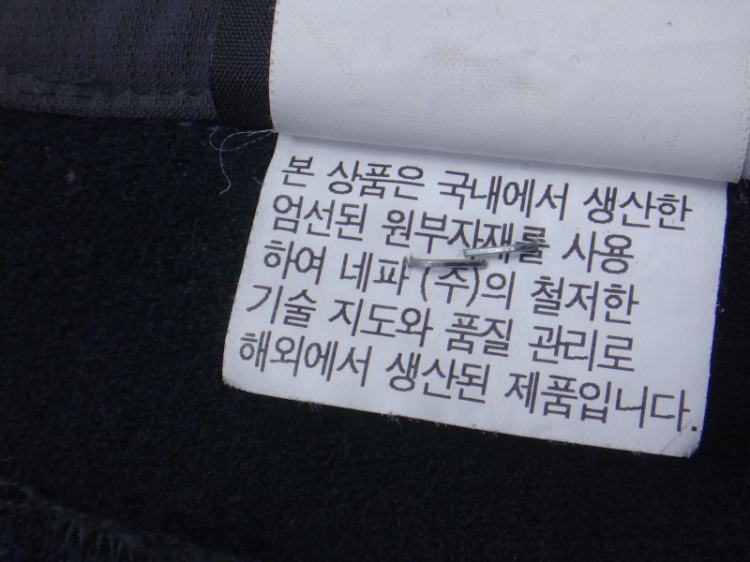 본 상품은 국내에서 생산한
엄선된 원부자재를 사용
하여 네파 (주)의 철저한
기술 지도와 품질 관리로
해외에서 생산된 제품입니다.